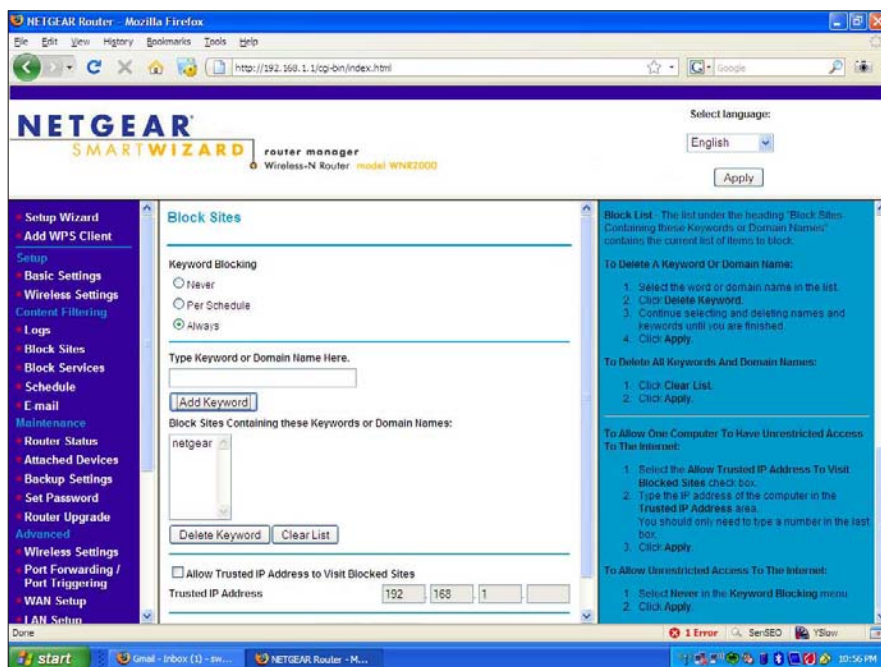 NETGEAR Router - Mozilla Firefox
File Edit View History Bookmarks Tools Help
http://192.168.1.1/cgi-bin/index.html
Google
NETGEAR
SMARTWIZARD router manager
Wireless-N Router model WNR2000
Select language:
English
Apply
Setup Wizard
Add WPS Client
Setup
Basic Settings
Wireless Settings
Content Filtering
Logs
Block Sites
Block Services
Schedule
E-mail
Maintenance
Router Status
Attached Devices
Backup Settings
Set Password
Router Upgrade
Advanced
Wireless Settings
Port Forwarding /
Port Triggering
WAN Setup
LAN Setup
Block Sites
Keyword Blocking
Never
Per Schedule
Always
Type Keyword or Domain Name Here.
Add Keyword
Block Sites Containing these Keywords or Domain Names:
netgear
Delete Keyword Clear List
Allow Trusted IP Address to Visit Blocked Sites
Trusted IP Address 192 . 168 . 1 .
Block List - The list under the heading "Block Sites
Containing these Keywords or Domain Names"
contains the current list of items to block.
To Delete A Keyword Or Domain Name:
1. Select the word or domain name in the list.
2. Click Delete Keyword.
3. Continue selecting and deleting names and
keywords until you are finished.
4. Click Apply.
To Delete All Keywords And Domain Names:
1. Click Clear List.
2. Click Apply.
To Allow One Computer To Have Unrestricted Access
To The Internet:
1. Select the Allow Trusted IP Address To Visit
Blocked Sites check box.
2. Type the IP address of the computer in the
Trusted IP Address area.
You should only need to type a number in the last
box.
3. Click Apply.
To Allow Unrestricted Access To The Internet:
1. Select Never in the Keyword Blocking menu
2. Click Apply.
Done
1 Error SenSEO YSlow
start Gmail - Inbox (1) - sw... NETGEAR Router - M... 10:56 PM